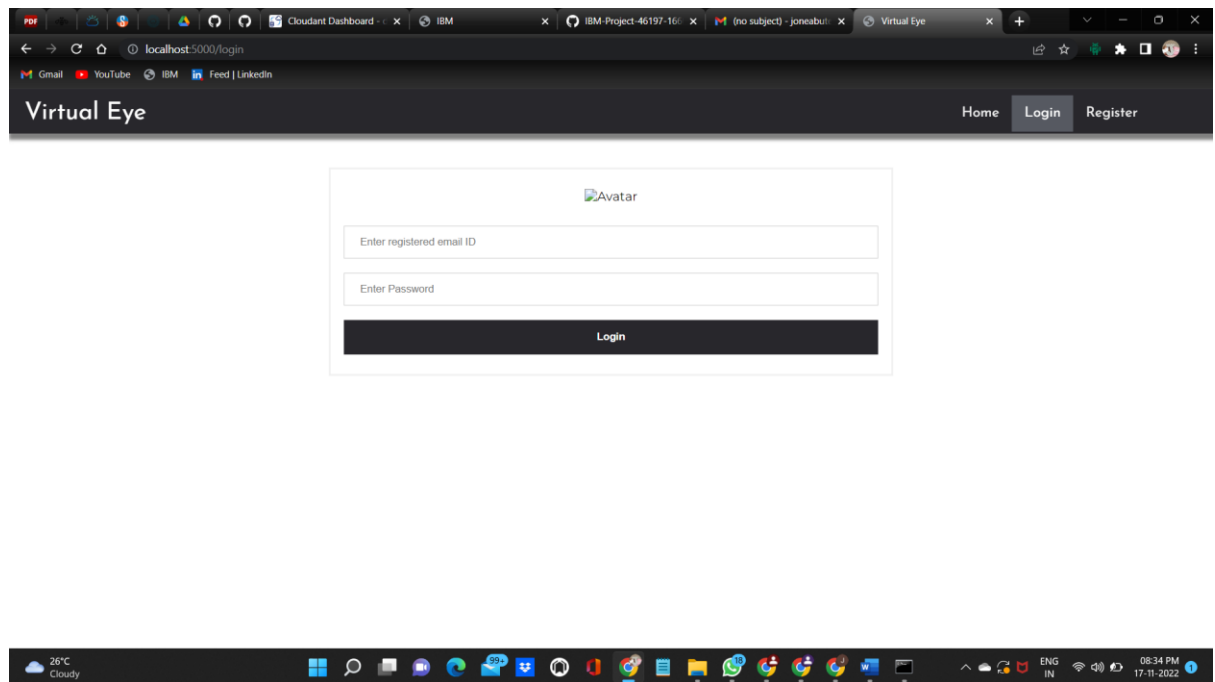 PDF Cloudant Dashboard - c IBM IBM-Project-46197-166 (no subject) - joneabut Virtual Eye
localhost:5000/login
Gmail YouTube IBM Feed | LinkedIn
Virtual Eye Home Login Register
Avatar
Enter registered email ID
Enter Password
Login
26°C
Cloudy
99+
18
ENG
IN
08:34 PM
17-11-2022
1